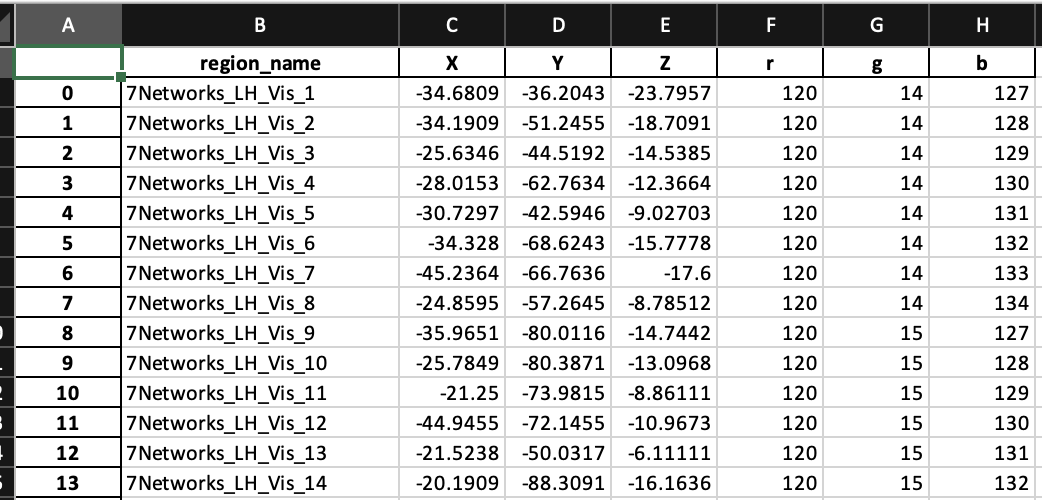 A B C D E F G H
region_name X Y Z r g b
0 7Networks_LH_Vis_1 -34.6809 -36.2043 -23.7957 120 14 127
1 7Networks_LH_Vis_2 -34.1909 -51.2455 -18.7091 120 14 128
2 7Networks_LH_Vis_3 -25.6346 -44.5192 -14.5385 120 14 129
3 7Networks_LH_Vis_4 -28.0153 -62.7634 -12.3664 120 14 130
4 7Networks_LH_Vis_5 -30.7297 -42.5946 -9.02703 120 14 131
5 7Networks_LH_Vis_6 -34.328 -68.6243 -15.7778 120 14 132
6 7Networks_LH_Vis_7 -45.2364 -66.7636 -17.6 120 14 133
7 7Networks_LH_Vis_8 -24.8595 -57.2645 -8.78512 120 14 134
8 7Networks_LH_Vis_9 -35.9651 -80.0116 -14.7442 120 15 127
9 7Networks_LH_Vis_10 -25.7849 -80.3871 -13.0968 120 15 128
10 7Networks_LH_Vis_11 -21.25 -73.9815 -8.86111 120 15 129
11 7Networks_LH_Vis_12 -44.9455 -72.1455 -10.9673 120 15 130
12 7Networks_LH_Vis_13 -21.5238 -50.0317 -6.11111 120 15 131
13 7Networks_LH_Vis_14 -20.1909 -88.3091 -16.1636 120 15 132